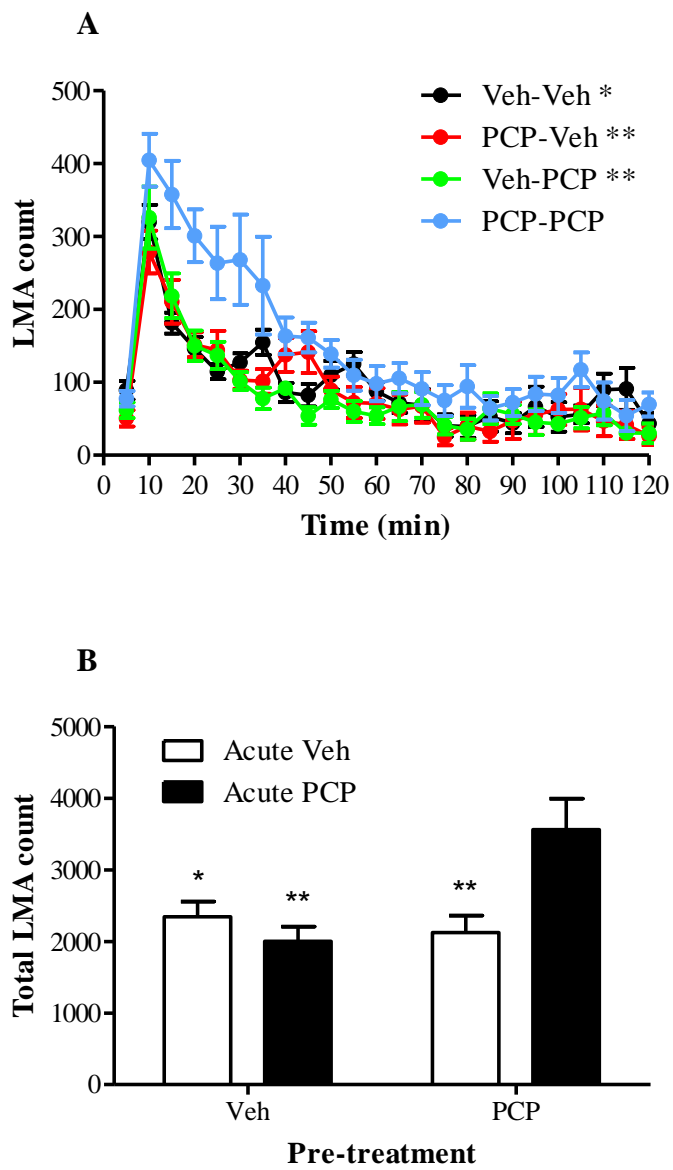 A
500
400
300
200
100
0
LMA count
Veh-Veh *
PCP-Veh **
Veh-PCP **
PCP-PCP
0 10 20 30 40 50 60 70 80 90 100 110 120
Time (min)
B
5000
4000
3000
2000
1000
0
Total LMA count
Acute Veh
Acute PCP
* ** **
Veh PCP
Pre-treatment